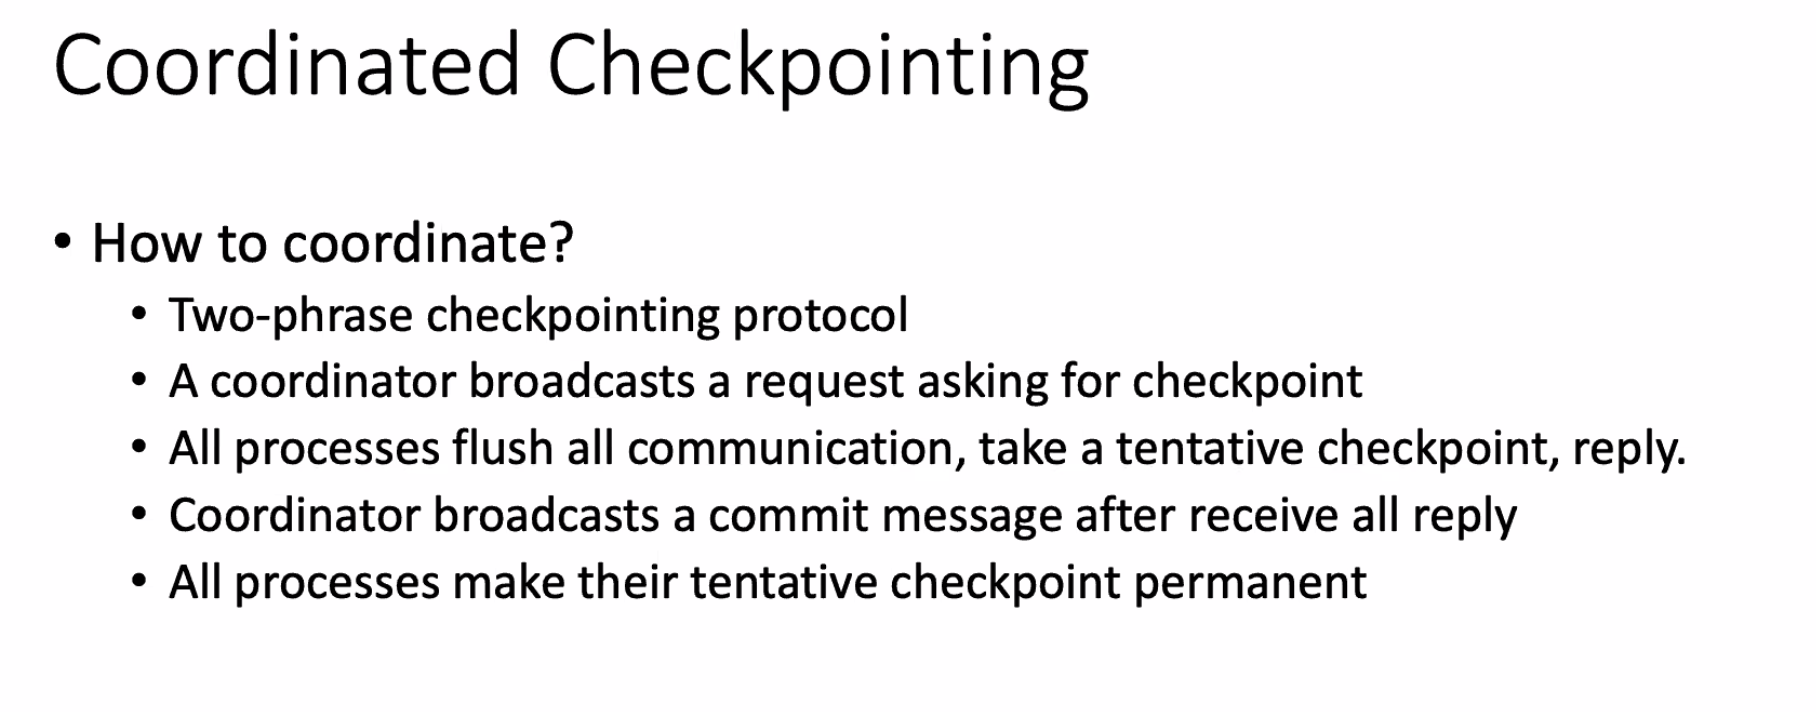 Coordinated Checkpointing
• How to coordinate?
• Two-phrase checkpointing protocol
• A coordinator broadcasts a request asking for checkpoint
• All processes flush all communication, take a tentative checkpoint, reply.
• Coordinator broadcasts a commit message after receive all reply
• All processes make their tentative checkpoint permanent